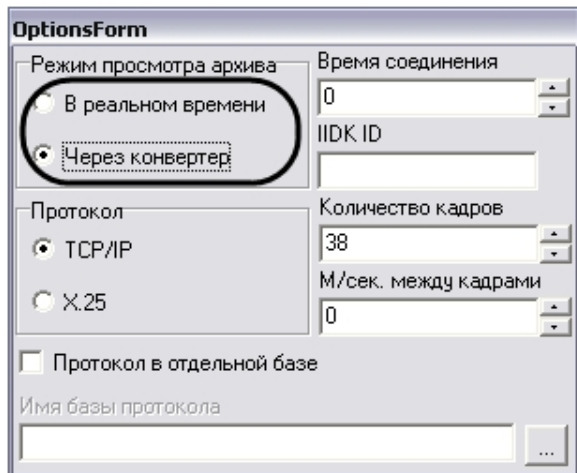 OptionsForm
Режим просмотра архива
В реальном времени
Через конвертер
Время соединения
0
IIDK ID
Протокол
TCP/IP
X.25
Количество кадров
38
М/сек. между кадрами
0
Протокол в отдельной базе
Имя базы протокола
...